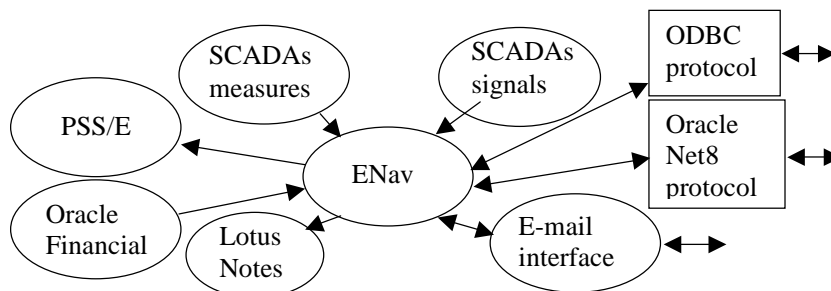 SCADAs
measures
SCADAs
signals
ODBC
protocol
PSS/E
ENav
Oracle
Net8
protocol
Oracle
Financial
Lotus
Notes
E-mail
interface